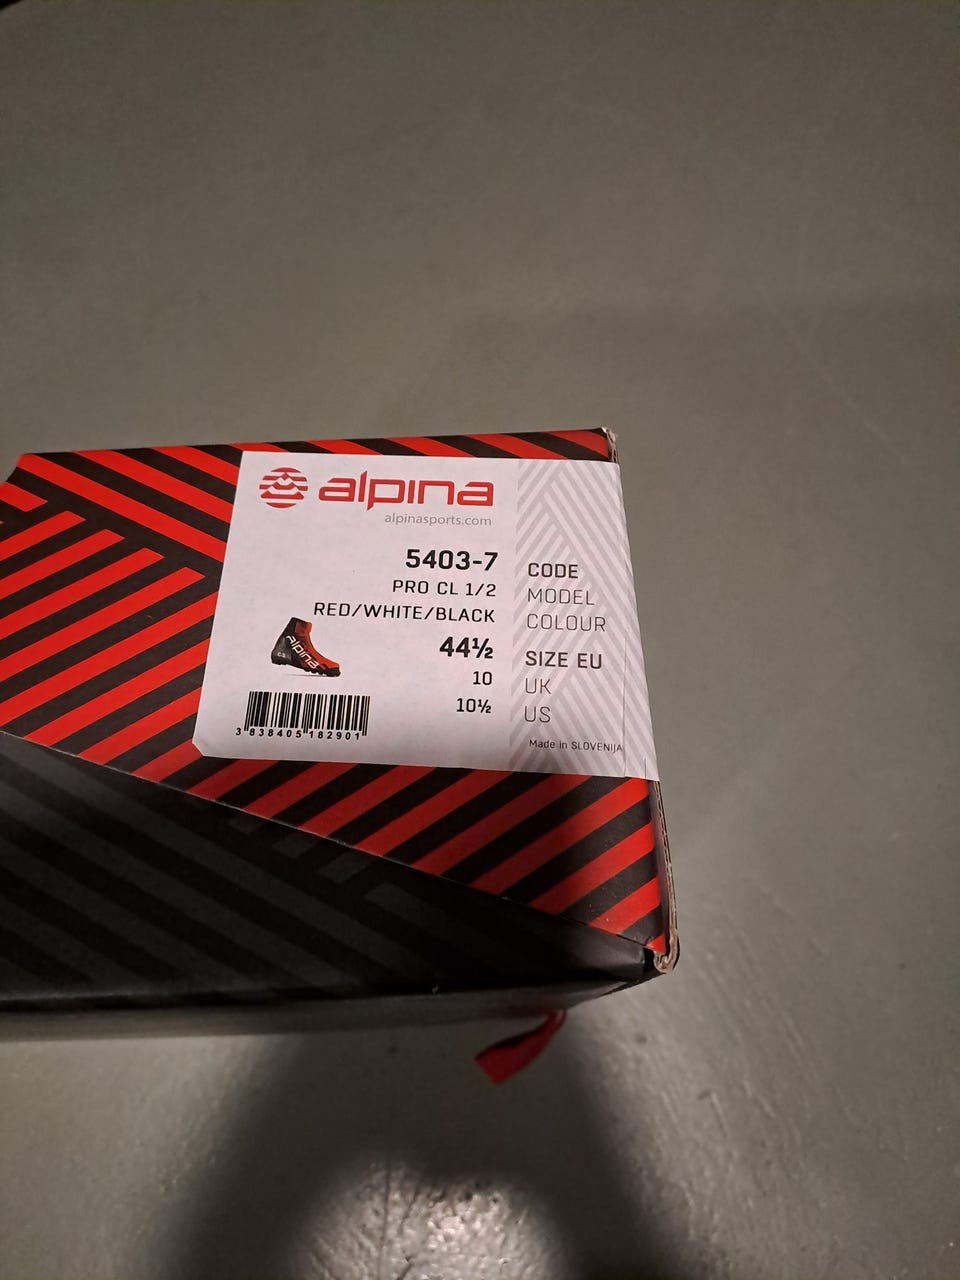 alpina
alpinasports.com
5403-7 CODE
PRO CL 1/2 MODEL
RED/WHITE/BLACK COLOUR
44½ SIZE EU
10 UK
10½ US
alpina
3 838405 182901
Made in SLOVENIJA